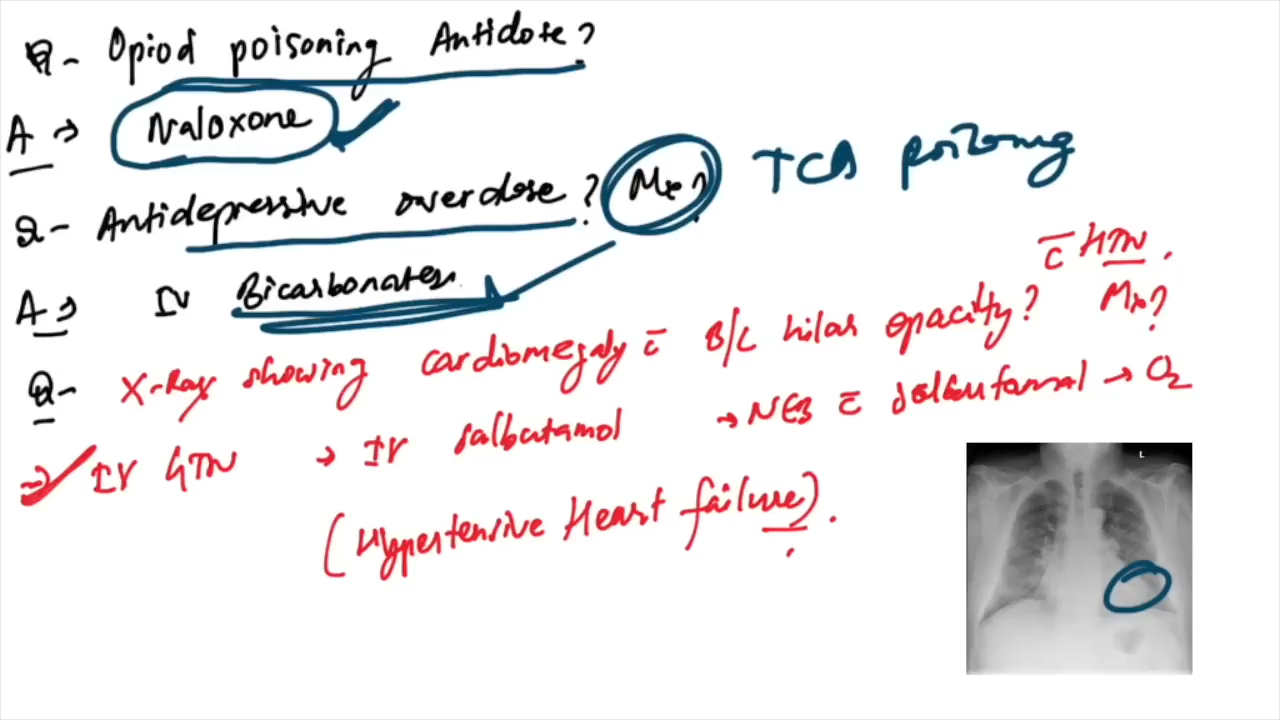 Q- Opiod poisoning Antidote?
A → Naloxone
Q- Antidepressive overdose? Mx? TCA poisoning
A → IV Bicarbonates.
Q- X-Ray showing cardiomegaly c̄ B/L hilar opacity? c̄ HTN. Mx?
→ IV GTN → IV salbutamol → NEB c̄ salbutamol → O2
(Hypertensive Heart failure).
L